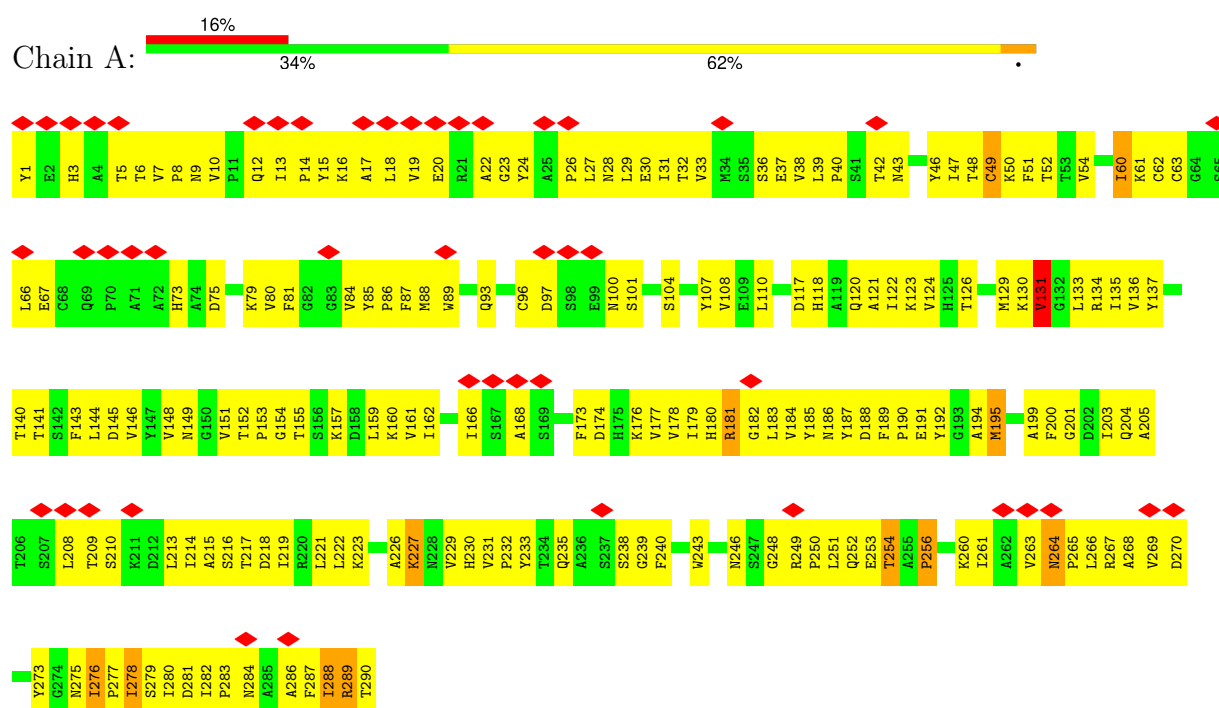 16%
Chain A:
34% 62% •
Y1 E2 H3 A4 T5 T6 V7 P8 N9 V10 P11 Q12 I13 P14 Y15 K16 A17 L18 V19 E20 R21 A22 G23 Y24 A25 P26 L27 N28 L29 E30 I31 T32 V33 M34 S35 S36 E37 V38 L39 P40 S41 T42 N43 Y46 I47 T48 C49 K50 F51 T52 T53 V54 I60 K61 C62 C63 G64 S65
L66 E67 C68 Q69 P70 A71 A72 H73 A74 D75 K79 V80 F81 G82 G83 V84 Y85 P86 F87 M88 W89 Q93 C96 D97 S98 E99 N100 S101 S104 Y107 V108 E109 L110 D117 H118 A119 Q120 A121 I122 K123 V124 H125 T126 M129 K130 V131 G132 L133 R134 I135 V136 Y137
T140 T141 S142 F143 L144 D145 V146 Y147 V148 N149 G150 V151 T152 P153 G154 T155 S156 K157 D158 L159 K160 V161 I162 I166 S167 A168 S169 F173 D174 H175 K176 V177 V178 I179 H180 R181 G182 L183 V184 Y185 N186 Y187 D188 F189 P190 E191 Y192 G193 A194 M195 A199 F200 G201 D202 I203 Q204 A205
T206 S207 L208 T209 S210 K211 D212 L213 I214 A215 S216 T217 D218 I219 R220 L221 L222 K223 A226 K227 N228 V229 H230 V231 P232 Y233 T234 Q235 A236 S237 S238 G239 F240 W243 N246 S247 G248 R249 P250 L251 Q252 E253 T254 A255 P256 K260 I261 A262 V263 N264 P265 L266 R267 A268 V269 D270
Y273 G274 N275 I276 P277 I278 S279 I280 D281 I282 P283 N284 A285 A286 F287 I288 R289 T290